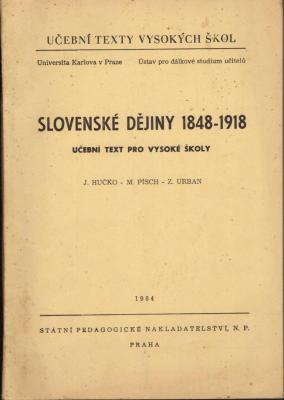 UČEBNÍ TEXTY VYSOKÝCH ŠKOL
Universita Karlova v Praze Ústav pro dálkové studium učitelů
SLOVENSKÉ DĚJINY 1848-1918
UČEBNÍ TEXT PRO VYSOKÉ ŠKOLY
J. HUČKO - M. PÍSCH - Z. URBAN
1964
STÁTNÍ PEDAGOGICKÉ NAKLADATELSTVÍ, N. P.
PRAHA